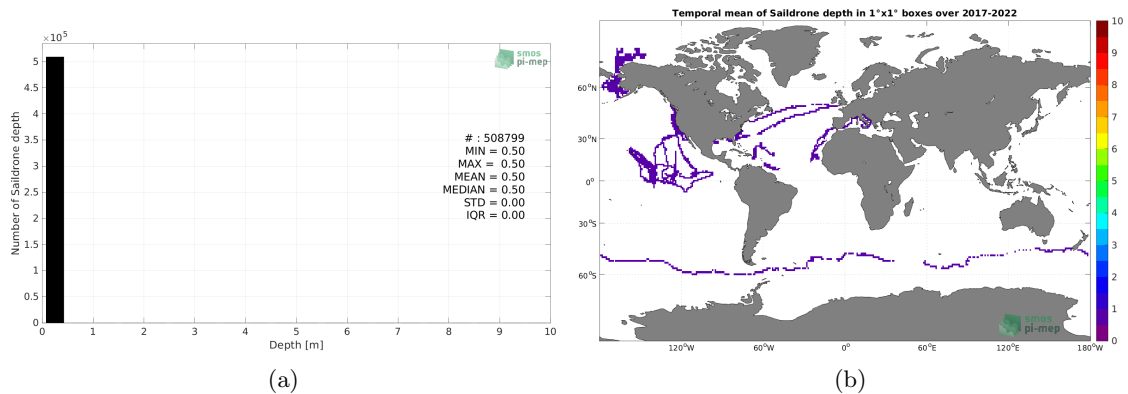 ×10⁵
5
4.5
4
3.5
3
2.5
2
1.5
1
0.5
0
Number of Saildrone depth
0 1 2 3 4 5 6 7 8 9 10
Depth [m]
smos
pi-mep
# : 508799
MIN = 0.50
MAX = 0.50
MEAN = 0.50
MEDIAN = 0.50
STD = 0.00
IQR = 0.00
(a)
Temporal mean of Saildrone depth in 1°x1° boxes over 2017-2022
60°N
30°N
0°
30°S
60°S
120°W 60°W 0° 60°E 120°E 180°W
smos
pi-mep
10
9
8
7
6
5
4
3
2
1
0
(b)